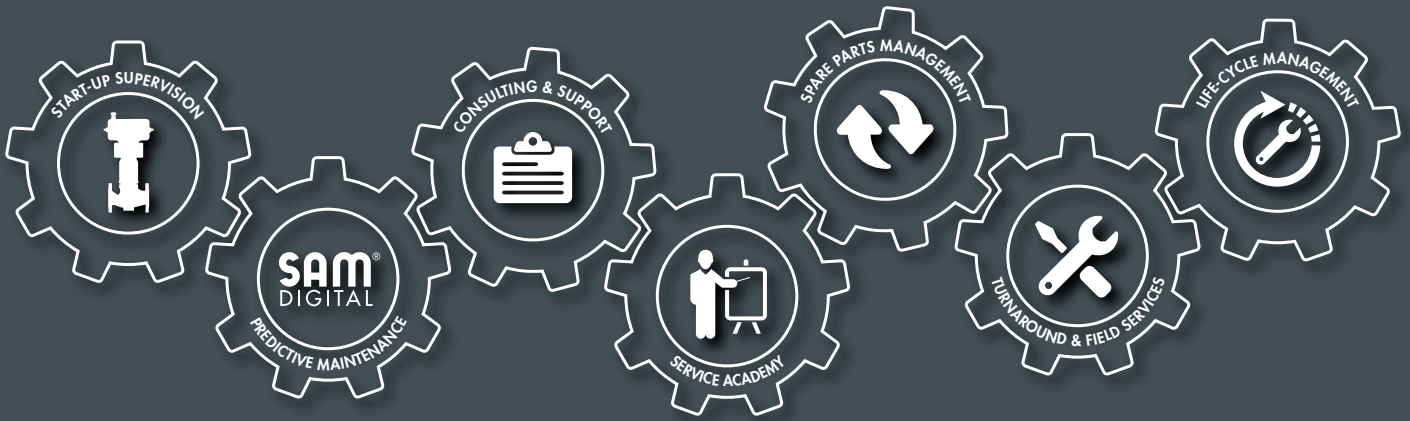 START-UP SUPERVISION
SAM®
DIGITAL
PREDICTIVE MAINTENANCE
CONSULTING & SUPPORT
SERVICE ACADEMY
SPARE PARTS MANAGEMENT
TURNAROUND & FIELD SERVICES
LIFE-CYCLE MANAGEMENT